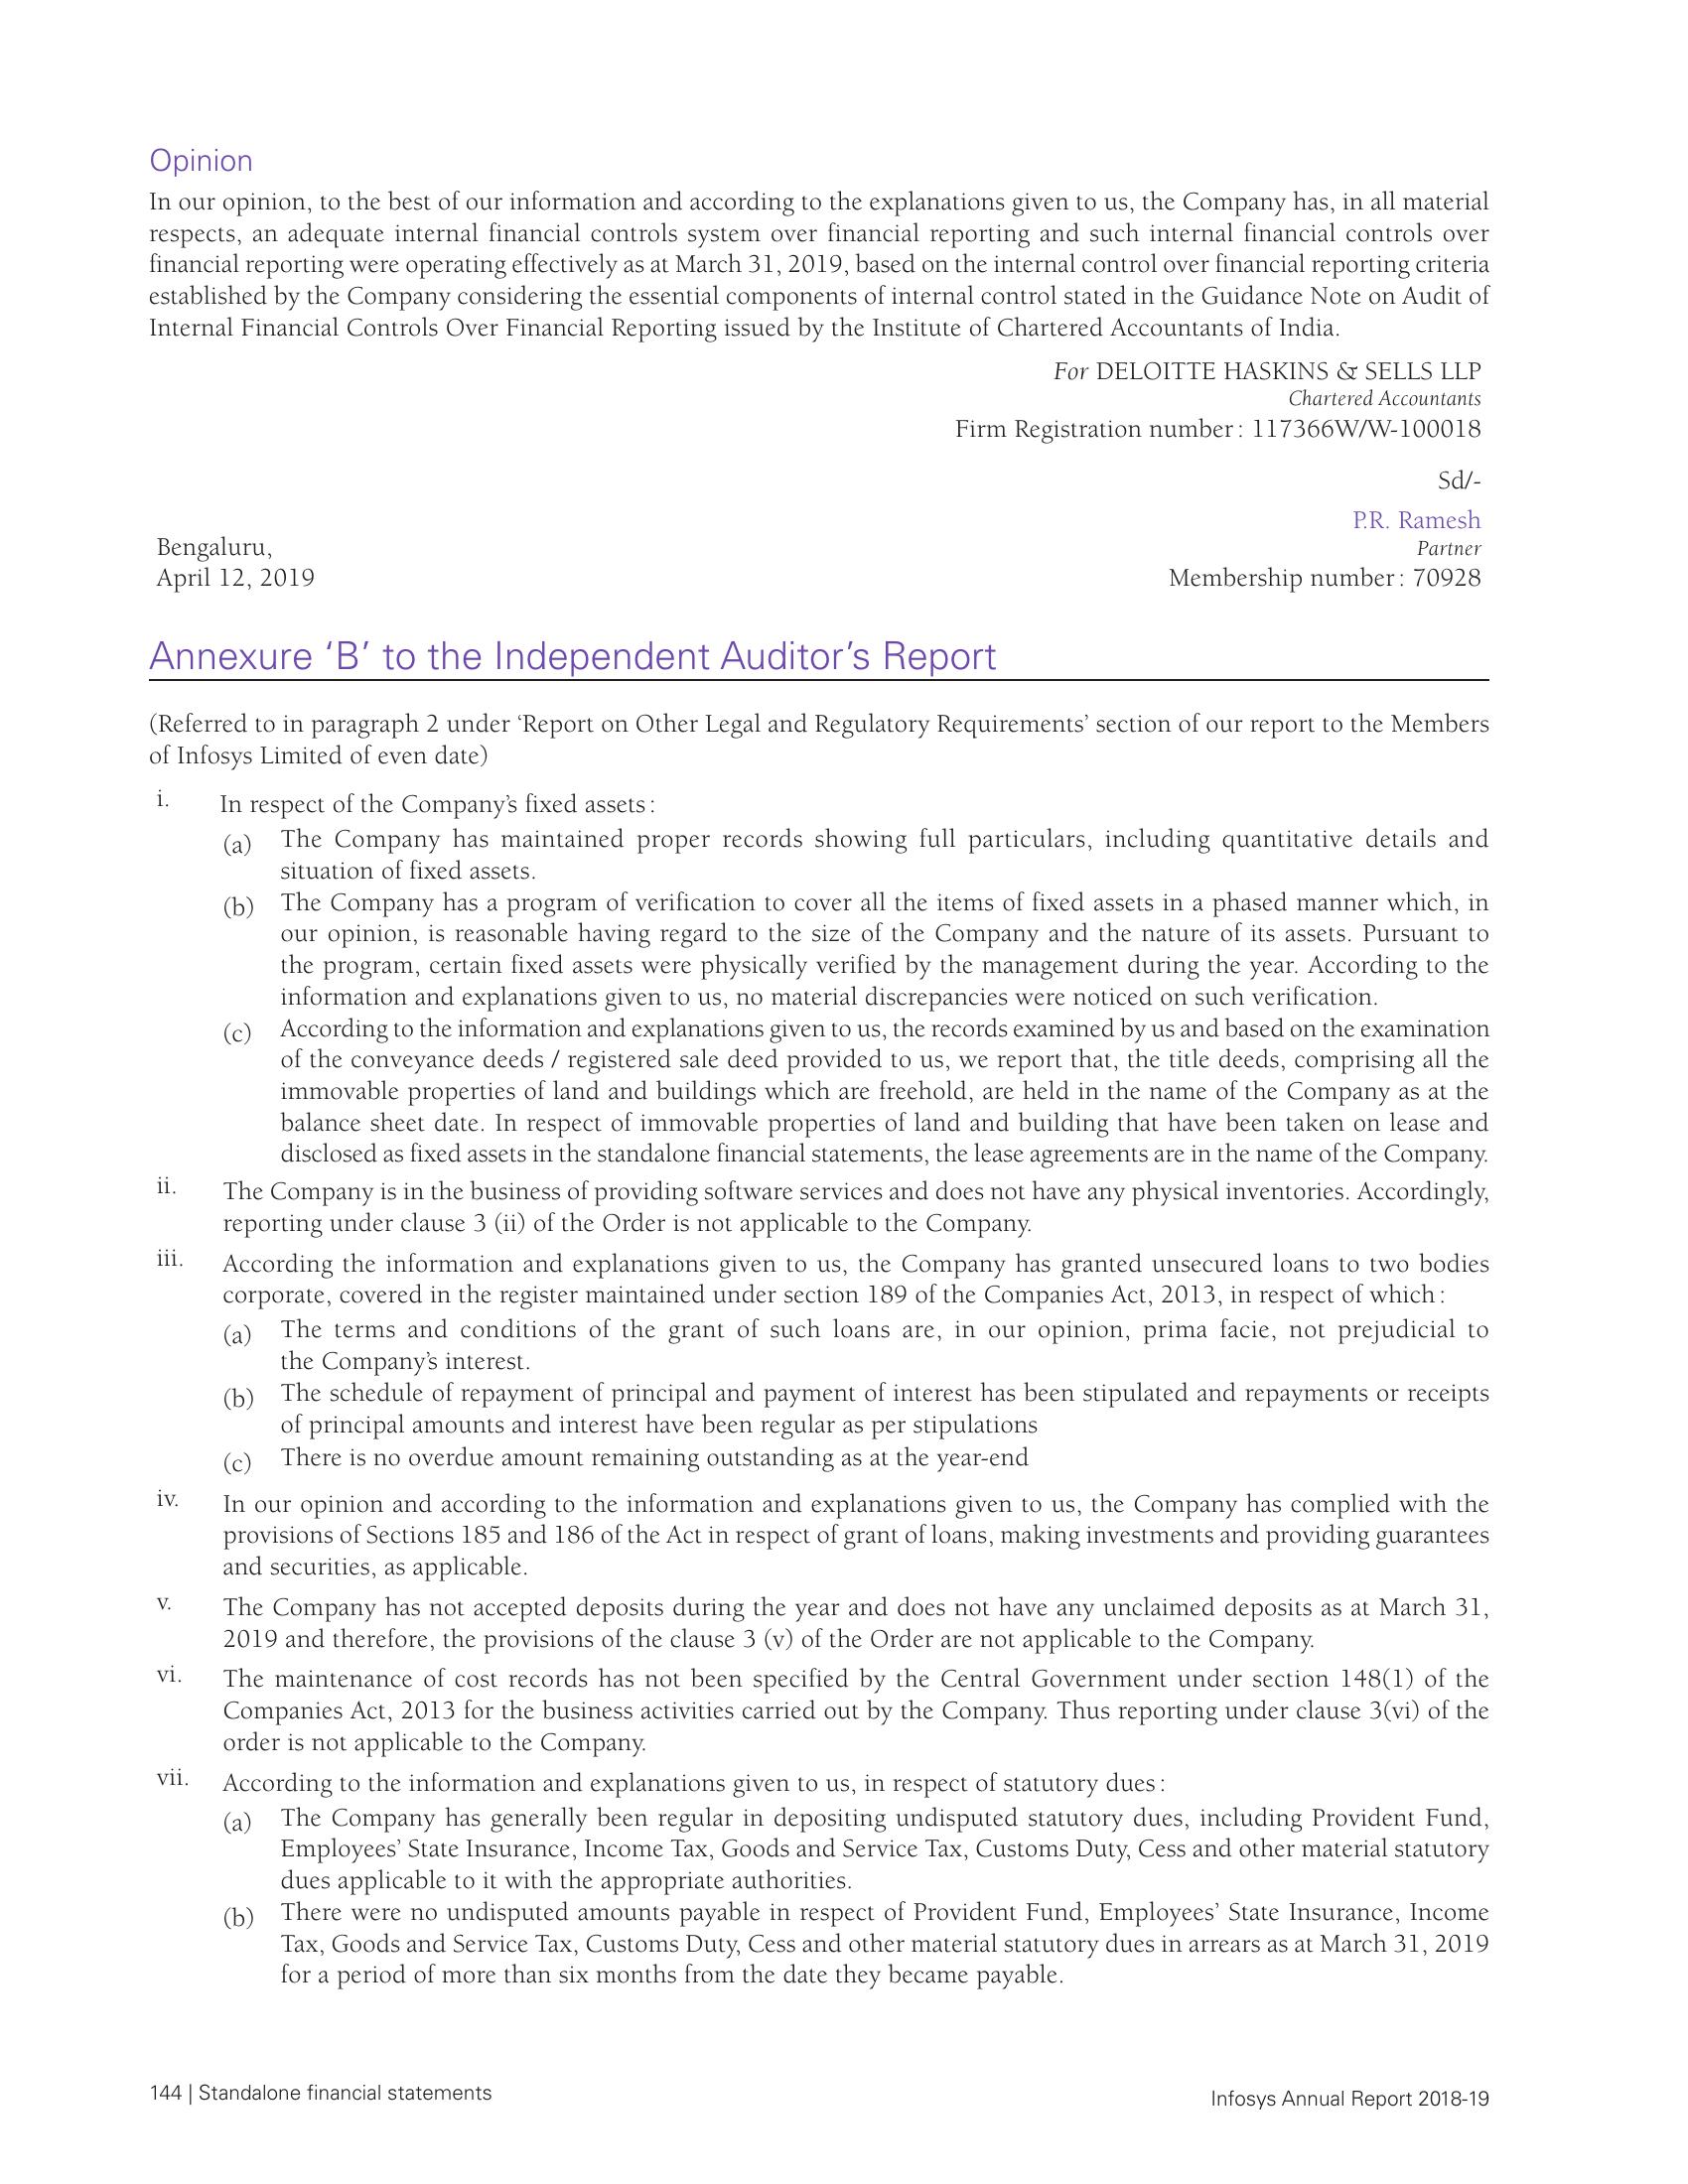 Opinion
In our opinion, to the best of our information and according to the explanations given to us, the Company has, in all material
respects, an adequate internal financial controls system over financial reporting and such internal financial controls over
financial reporting were operating effectively as at March 31, 2019, based on the internal control over financial reporting criteria
established by the Company considering the essential components of internal control stated in the Guidance Note on Audit of
Internal Financial Controls Over Financial Reporting issued by the Institute of Chartered Accountants of India.
For DELOITTE HASKINS & SELLS LLP
Chartered Accountants
Firm Registration number : 117366W/W-100018
Sd/-
P.R. Ramesh
Bengaluru, Partner
April 12, 2019 Membership number : 70928
Annexure ‘B’ to the Independent Auditor’s Report
(Referred to in paragraph 2 under ‘Report on Other Legal and Regulatory Requirements’ section of our report to the Members
of Infosys Limited of even date)
i. In respect of the Company’s fixed assets :
(a) The Company has maintained proper records showing full particulars, including quantitative details and
situation of fixed assets.
(b) The Company has a program of verification to cover all the items of fixed assets in a phased manner which, in
our opinion, is reasonable having regard to the size of the Company and the nature of its assets. Pursuant to
the program, certain fixed assets were physically verified by the management during the year. According to the
information and explanations given to us, no material discrepancies were noticed on such verification.
(c) According to the information and explanations given to us, the records examined by us and based on the examination
of the conveyance deeds / registered sale deed provided to us, we report that, the title deeds, comprising all the
immovable properties of land and buildings which are freehold, are held in the name of the Company as at the
balance sheet date. In respect of immovable properties of land and building that have been taken on lease and
disclosed as fixed assets in the standalone financial statements, the lease agreements are in the name of the Company.
ii. The Company is in the business of providing software services and does not have any physical inventories. Accordingly,
reporting under clause 3 (ii) of the Order is not applicable to the Company.
iii. According the information and explanations given to us, the Company has granted unsecured loans to two bodies
corporate, covered in the register maintained under section 189 of the Companies Act, 2013, in respect of which :
(a) The terms and conditions of the grant of such loans are, in our opinion, prima facie, not prejudicial to
the Company’s interest.
(b) The schedule of repayment of principal and payment of interest has been stipulated and repayments or receipts
of principal amounts and interest have been regular as per stipulations
(c) There is no overdue amount remaining outstanding as at the year-end
iv. In our opinion and according to the information and explanations given to us, the Company has complied with the
provisions of Sections 185 and 186 of the Act in respect of grant of loans, making investments and providing guarantees
and securities, as applicable.
v. The Company has not accepted deposits during the year and does not have any unclaimed deposits as at March 31,
2019 and therefore, the provisions of the clause 3 (v) of the Order are not applicable to the Company.
vi. The maintenance of cost records has not been specified by the Central Government under section 148(1) of the
Companies Act, 2013 for the business activities carried out by the Company. Thus reporting under clause 3(vi) of the
order is not applicable to the Company.
vii. According to the information and explanations given to us, in respect of statutory dues :
(a) The Company has generally been regular in depositing undisputed statutory dues, including Provident Fund,
Employees’ State Insurance, Income Tax, Goods and Service Tax, Customs Duty, Cess and other material statutory
dues applicable to it with the appropriate authorities.
(b) There were no undisputed amounts payable in respect of Provident Fund, Employees’ State Insurance, Income
Tax, Goods and Service Tax, Customs Duty, Cess and other material statutory dues in arrears as at March 31, 2019
for a period of more than six months from the date they became payable.
144 | Standalone financial statements
Infosys Annual Report 2018-19